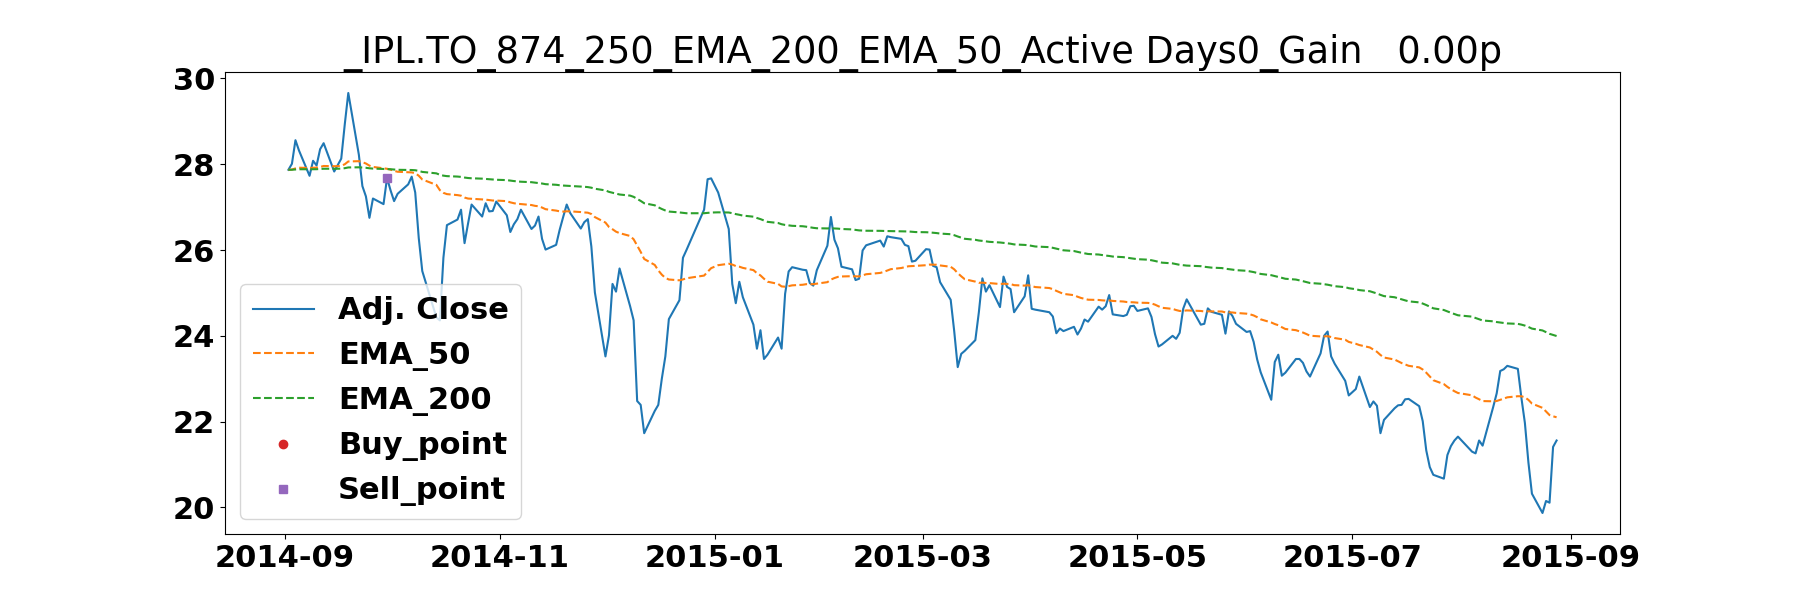 _IPL.TO_874_250_EMA_200_EMA_50_Active Days0_Gain   0.00p
30
28
26
24
22
20
Adj. Close
EMA_50
EMA_200
Buy_point
Sell_point
2014-09 2014-11 2015-01 2015-03 2015-05 2015-07 2015-09